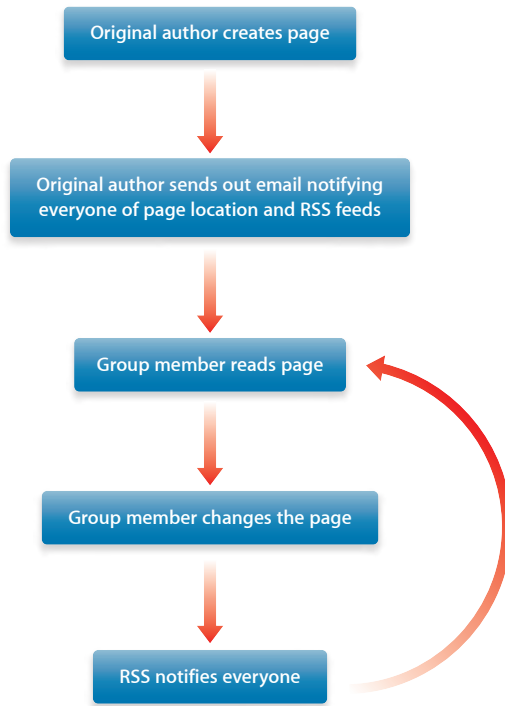 Original author creates page
Original author sends out email notifying
everyone of page location and RSS feeds
Group member reads page
Group member changes the page
RSS notifies everyone